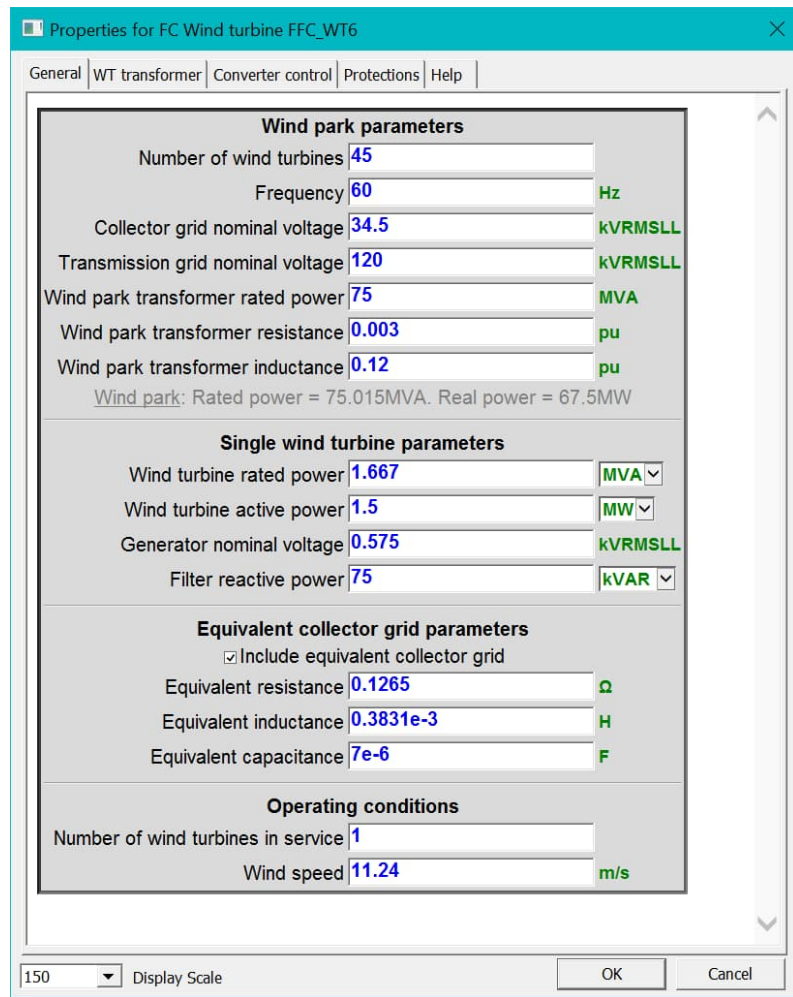 Properties for FC Wind turbine FFC_WT6
General WT transformer Converter control Protections Help
Wind park parameters
Number of wind turbines 45
Frequency 60 Hz
Collector grid nominal voltage 34.5 kVRMSLL
Transmission grid nominal voltage 120 kVRMSLL
Wind park transformer rated power 75 MVA
Wind park transformer resistance 0.003 pu
Wind park transformer inductance 0.12 pu
Wind park: Rated power = 75.015MVA. Real power = 67.5MW
Single wind turbine parameters
Wind turbine rated power 1.667 MVA
Wind turbine active power 1.5 MW
Generator nominal voltage 0.575 kVRMSLL
Filter reactive power 75 kVAR
Equivalent collector grid parameters
Include equivalent collector grid
Equivalent resistance 0.1265 Ω
Equivalent inductance 0.3831e-3 H
Equivalent capacitance 7e-6 F
Operating conditions
Number of wind turbines in service 1
Wind speed 11.24 m/s
150 Display Scale OK Cancel